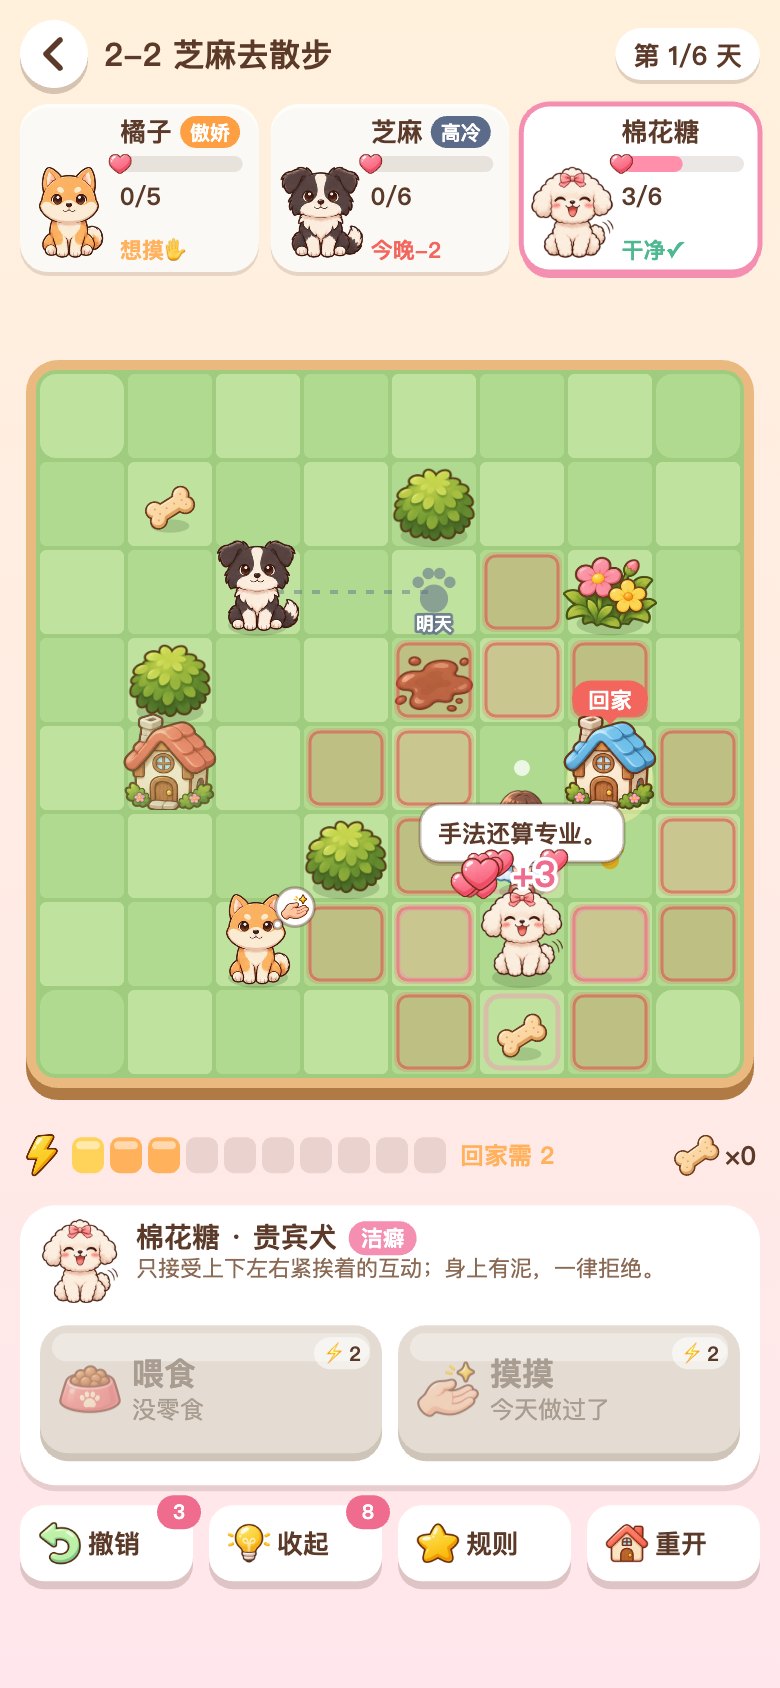 2-2 芝麻去散步
第 1/6 天
橘子 傲娇
0/5
想摸
芝麻 高冷
0/6
今晚-2
棉花糖
3/6
干净✓
明天
回家
手法还算专业。
+3
回家需 2
×0
棉花糖 · 贵宾犬 洁癖
只接受上下左右紧挨着的互动；身上有泥，一律拒绝。
喂食
2
没零食
摸摸
2
今天做过了
撤销
3
收起
8
规则
重开